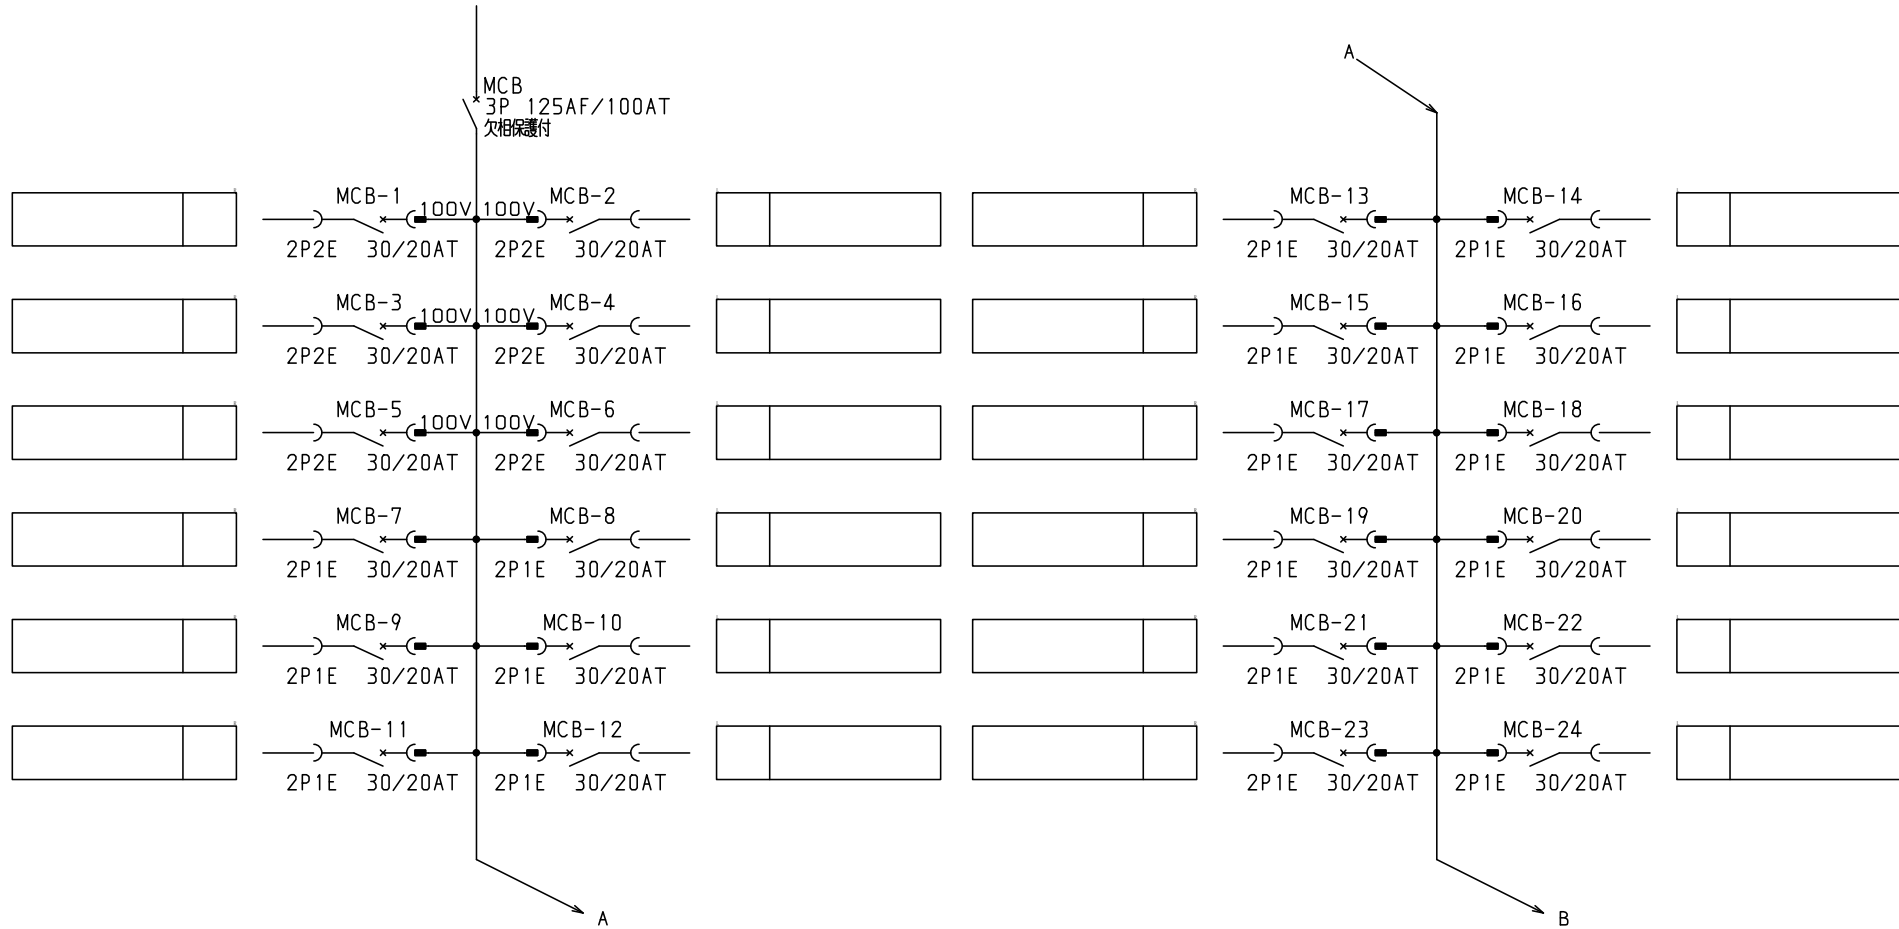 MCB
3P 125AF/100AT
欠相保護付
MCB-1 100V 100V MCB-2
2P2E 30/20AT 2P2E 30/20AT
MCB-3 100V 100V MCB-4
2P2E 30/20AT 2P2E 30/20AT
MCB-5 100V 100V MCB-6
2P2E 30/20AT 2P2E 30/20AT
MCB-7 MCB-8
2P1E 30/20AT 2P1E 30/20AT
MCB-9 MCB-10
2P1E 30/20AT 2P1E 30/20AT
MCB-11 MCB-12
2P1E 30/20AT 2P1E 30/20AT
A
A
MCB-13 MCB-14
2P1E 30/20AT 2P1E 30/20AT
MCB-15 MCB-16
2P1E 30/20AT 2P1E 30/20AT
MCB-17 MCB-18
2P1E 30/20AT 2P1E 30/20AT
MCB-19 MCB-20
2P1E 30/20AT 2P1E 30/20AT
MCB-21 MCB-22
2P1E 30/20AT 2P1E 30/20AT
MCB-23 MCB-24
2P1E 30/20AT 2P1E 30/20AT
B